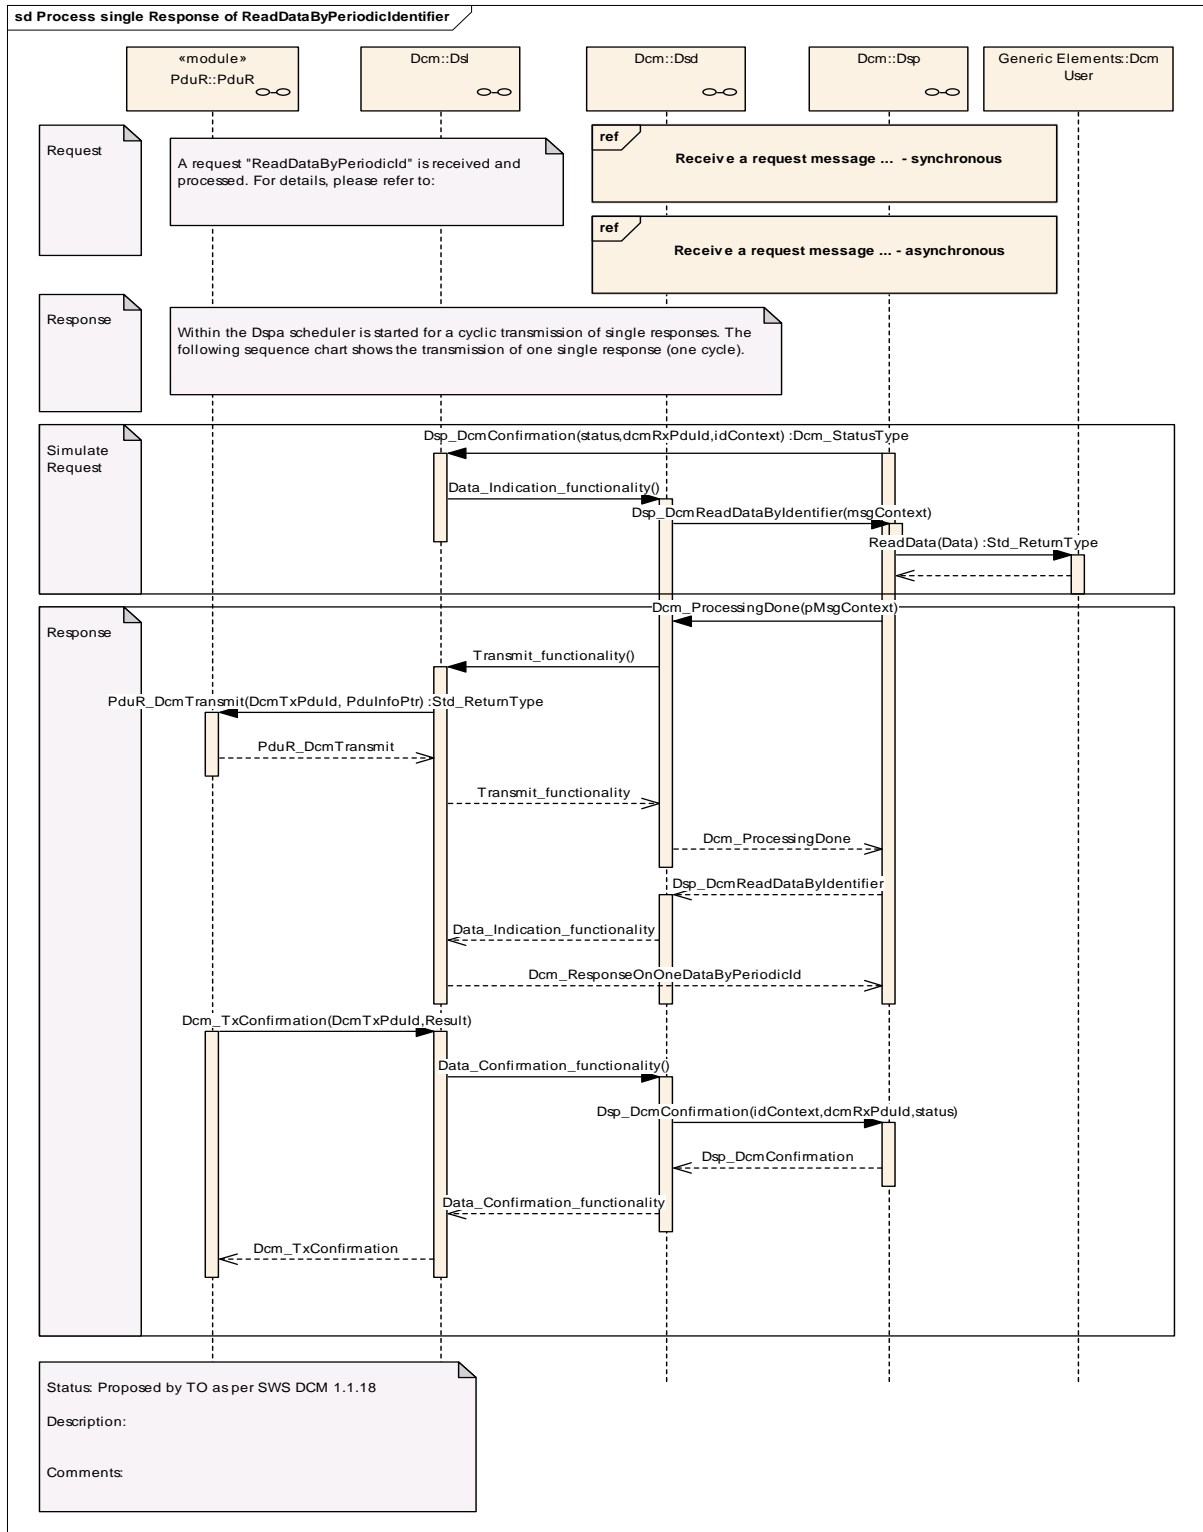 sd Process single Response of ReadDataByPeriodicIdentifier
«module»
PduR::PduR
Dcm::Dsl
Dcm::Dsd
Dcm::Dsp
Generic Elements::Dcm
User
Request
A request "ReadDataByPeriodicId" is received and
processed. For details, please refer to:
ref
Receive a request message ... - synchronous
ref
Receive a request message ... - asynchronous
Response
Within the Dspa scheduler is started for a cyclic transmission of single responses. The
following sequence chart shows the transmission of one single response (one cycle).
Simulate
Request
Dsp_DcmConfirmation(status,dcmRxPduId,idContext) :Dcm_StatusType
Data_Indication_functionality()
Dsp_DcmReadDataByIdentifier(msgContext)
ReadData(Data) :Std_ReturnType
Response
Dcm_ProcessingDone(pMsgContext)
Transmit_functionality()
PduR_DcmTransmit(DcmTxPduId, PduInfoPtr) :Std_ReturnType
PduR_DcmTransmit
Transmit_functionality
Dcm_ProcessingDone
Dsp_DcmReadDataByIdentifier
Data_Indication_functionality
Dcm_ResponseOnOneDataByPeriodicId
Dcm_TxConfirmation(DcmTxPduId,Result)
Data_Confirmation_functionality()
Dsp_DcmConfirmation(idContext,dcmRxPduId,status)
Dsp_DcmConfirmation
Data_Confirmation_functionality
Dcm_TxConfirmation
Status: Proposed by TO as per SWS DCM 1.1.18
Description:
Comments: